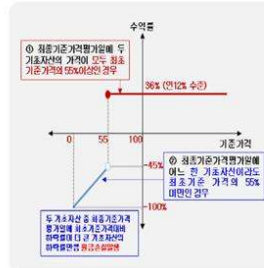 수익률
① 최종기준가격평가일에 두
기초자산의 가격이 모두 최초
기준가격의 55%이상인 경우
36% (연12% 수준)
0
55
100
기준가격
-45%
② 최종기준가격평가일에
어느 한 기초자산이라도
최초기준 가격의 55%
미만인 경우
-100%
두 기초자산 중 최종기준가격
평가일에 최초기준가격대비
하락률이 더 큰 기초자산의
하락률만큼 원금손실발생